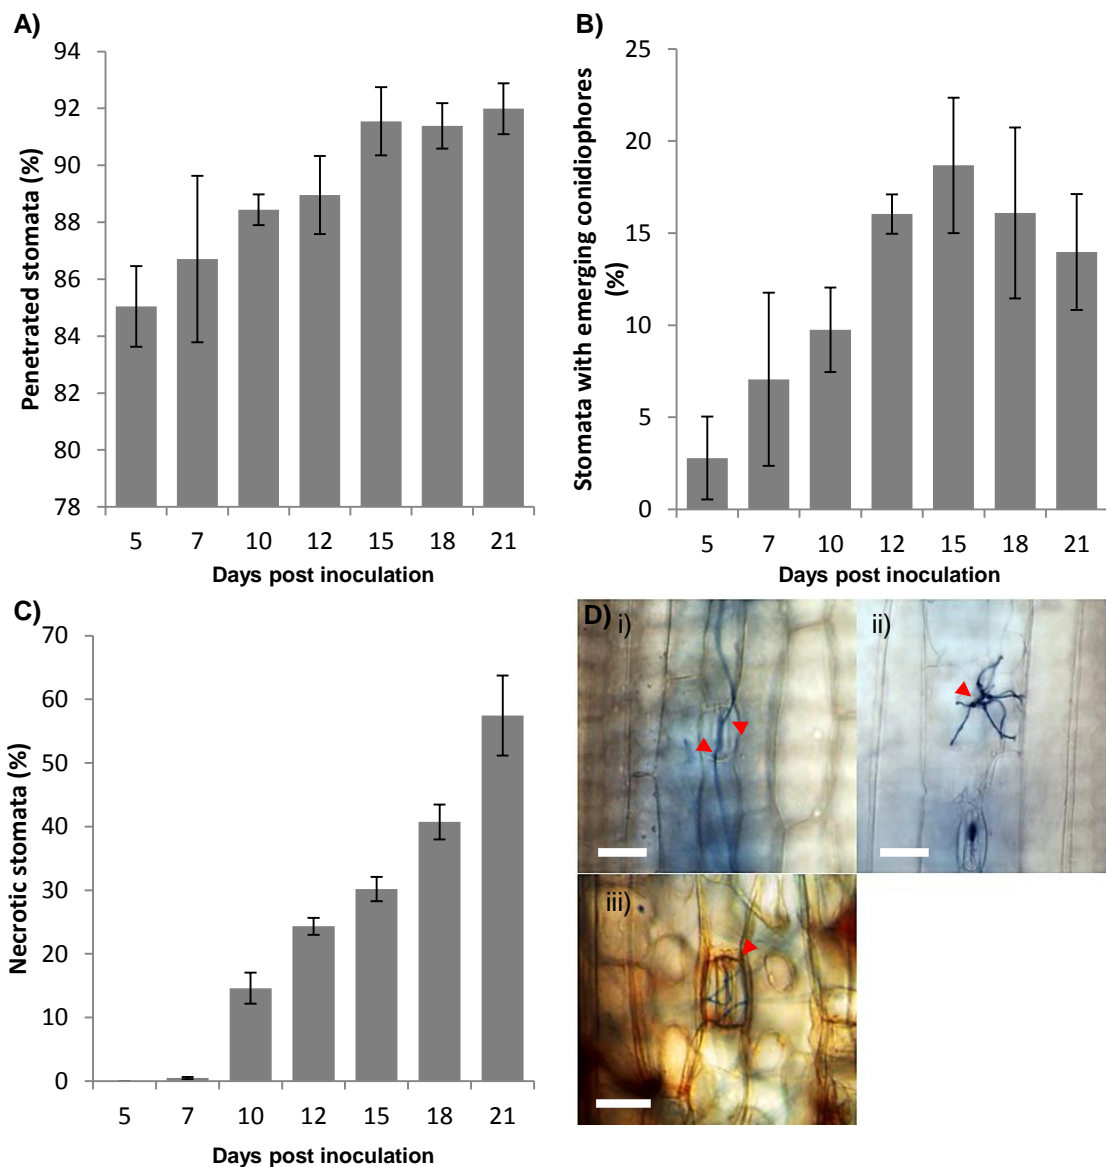 A)
Penetrated stomata (%)
94
92
90
88
86
84
82
80
78
5 7 10 12 15 18 21
Days post inoculation
B)
Stomata with emerging conidiophores
(%)
25
20
15
10
5
0
5 7 10 12 15 18 21
Days post inoculation
C)
Necrotic stomata (%)
70
60
50
40
30
20
10
0
5 7 10 12 15 18 21
Days post inoculation
D)
i)
ii)
iii)